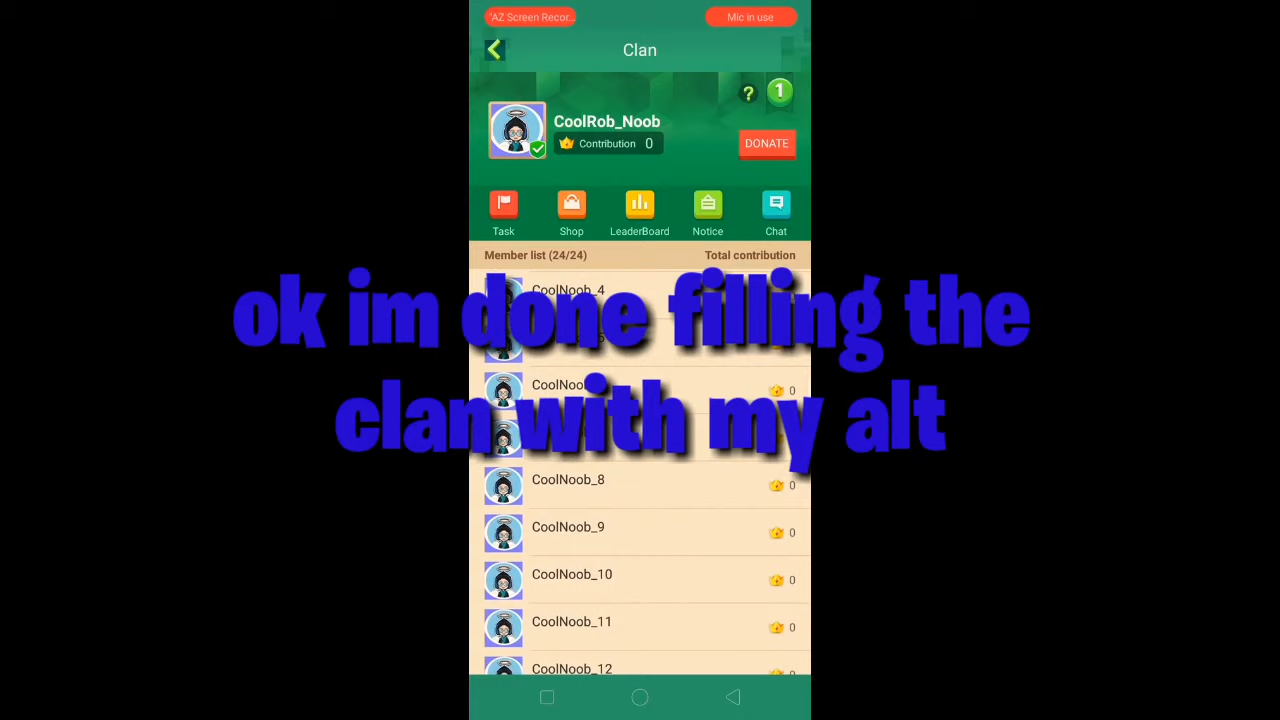 'AZ Screen Recor...
Mic in use
Clan
?
1
CoolRob_Noob
Contribution 0
DONATE
Task
Shop
LeaderBoard
Notice
Chat
Member list (24/24)
Total contribution
CoolNoob_4
ok im done filling the
clan with my alt
0
CoolNoob_8
0
CoolNoob_9
0
CoolNoob_10
0
CoolNoob_11
0
CoolNoob_12